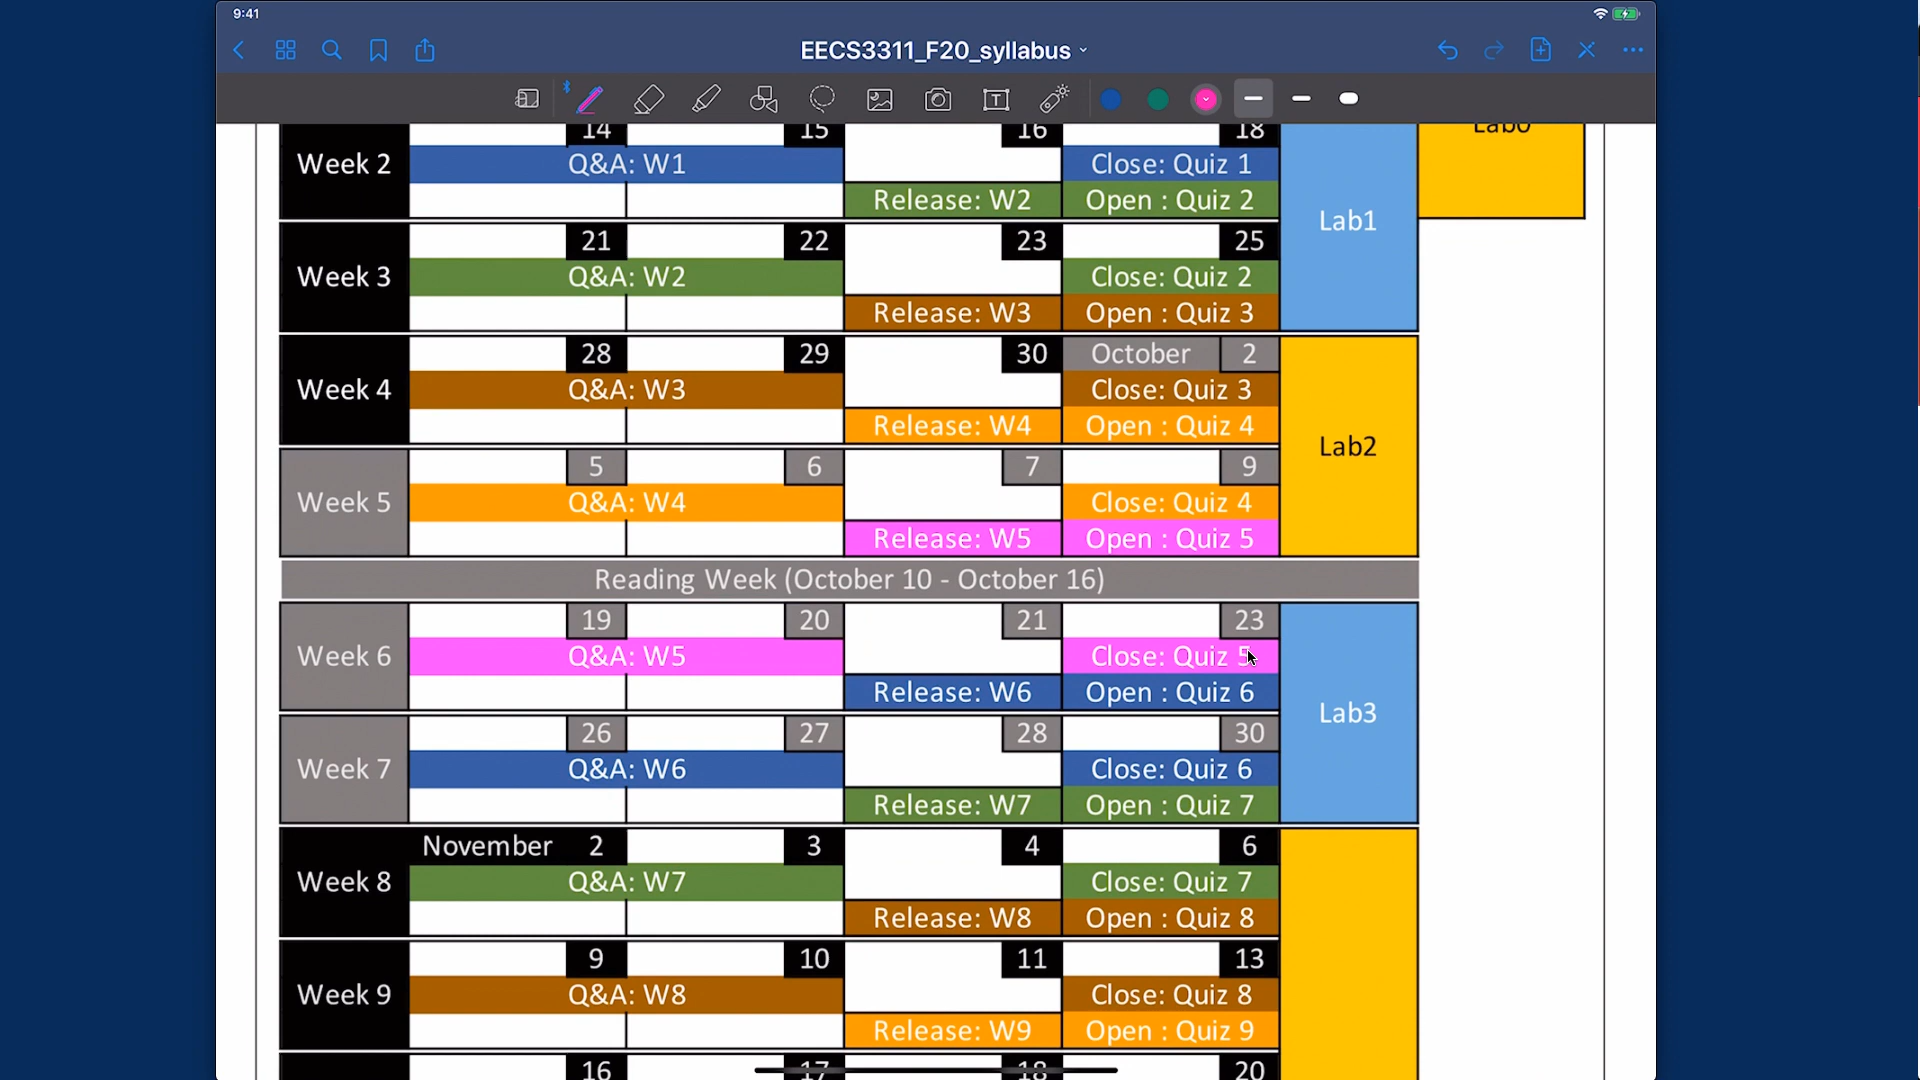 9:41
EECS3311_F20_syllabus
14 15 16 18 Lab0
Week 2 Q&A: W1 Close: Quiz 1
Release: W2 Open : Quiz 2
Lab1
21 22 23 25
Week 3 Q&A: W2 Close: Quiz 2
Release: W3 Open : Quiz 3
28 29 30 October 2
Week 4 Q&A: W3 Close: Quiz 3
Release: W4 Open : Quiz 4
Lab2
5 6 7 9
Week 5 Q&A: W4 Close: Quiz 4
Release: W5 Open : Quiz 5
Reading Week (October 10 - October 16)
19 20 21 23
Week 6 Q&A: W5 Close: Quiz 5
Release: W6 Open : Quiz 6
Lab3
26 27 28 30
Week 7 Q&A: W6 Close: Quiz 6
Release: W7 Open : Quiz 7
November 2 3 4 6
Week 8 Q&A: W7 Close: Quiz 7
Release: W8 Open : Quiz 8
9 10 11 13
Week 9 Q&A: W8 Close: Quiz 8
Release: W9 Open : Quiz 9
16 17 18 20